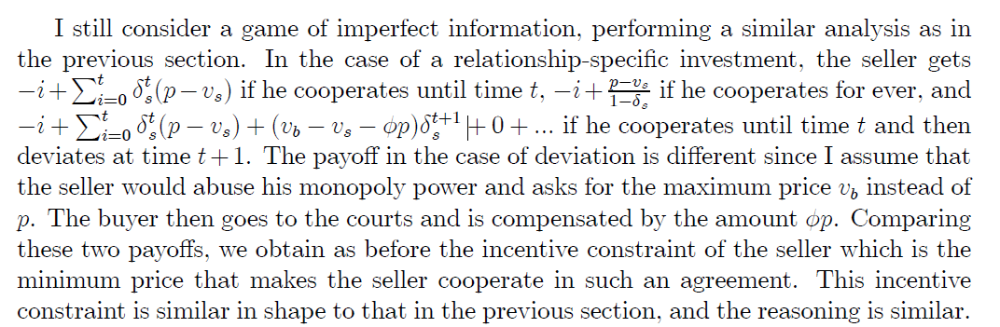 I still consider a game of imperfect information, performing a similar analysis as in
the previous section. In the case of a relationship-specific investment, the seller gets
$-i+\sum_{i=0}^{t} \delta_s^t(p-v_s)$ if he cooperates until time $t$, $-i+\frac{p-v_s}{1-\delta_s}$ if he cooperates for ever, and
$-i+\sum_{i=0}^{t} \delta_s^t(p-v_s)+(v_b-v_s-\phi p)\delta_s^{t+1}|+0+...$ if he cooperates until time $t$ and then
deviates at time $t+1$. The payoff in the case of deviation is different since I assume that
the seller would abuse his monopoly power and asks for the maximum price $v_b$ instead of
$p$. The buyer then goes to the courts and is compensated by the amount $\phi p$. Comparing
these two payoffs, we obtain as before the incentive constraint of the seller which is the
minimum price that makes the seller cooperate in such an agreement. This incentive
constraint is similar in shape to that in the previous section, and the reasoning is similar.